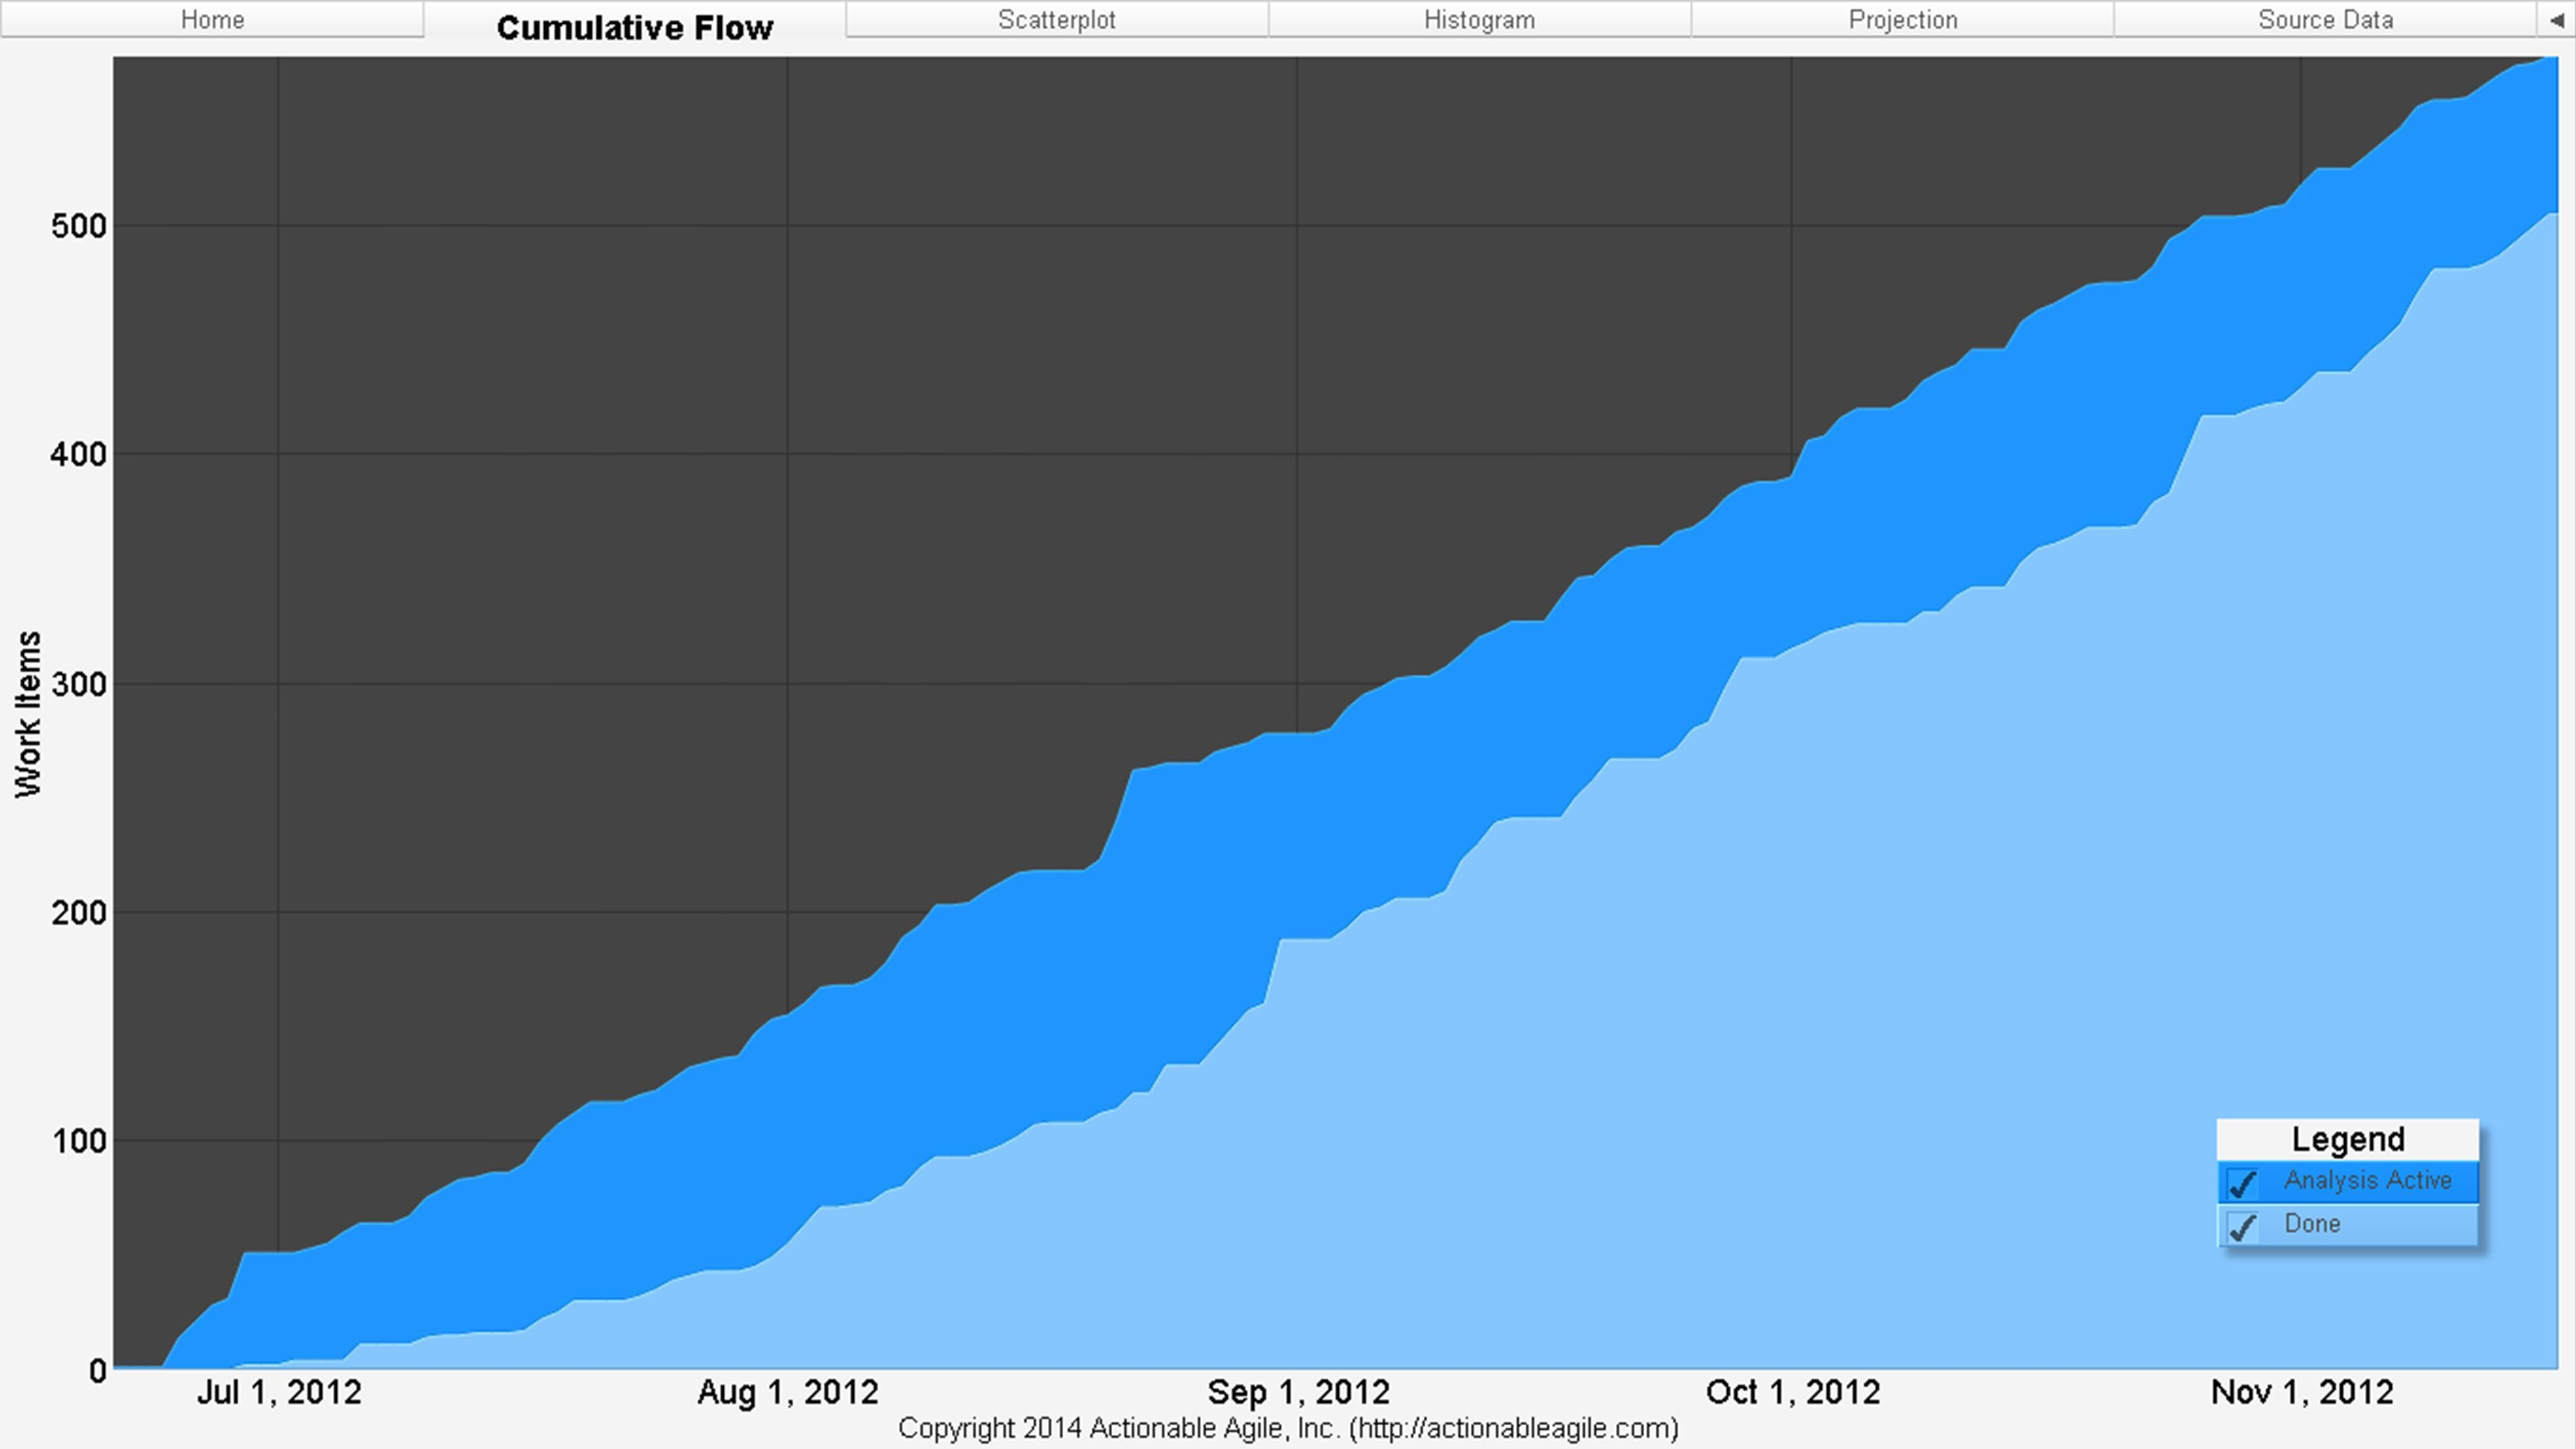 Home
Cumulative Flow
Scatterplot
Histogram
Projection
Source Data
Work Items
500
400
300
200
100
0
Legend
Analysis Active
Done
Jul 1, 2012
Aug 1, 2012
Sep 1, 2012
Oct 1, 2012
Nov 1, 2012
Copyright 2014 Actionable Agile, Inc. (http://actionableagile.com)